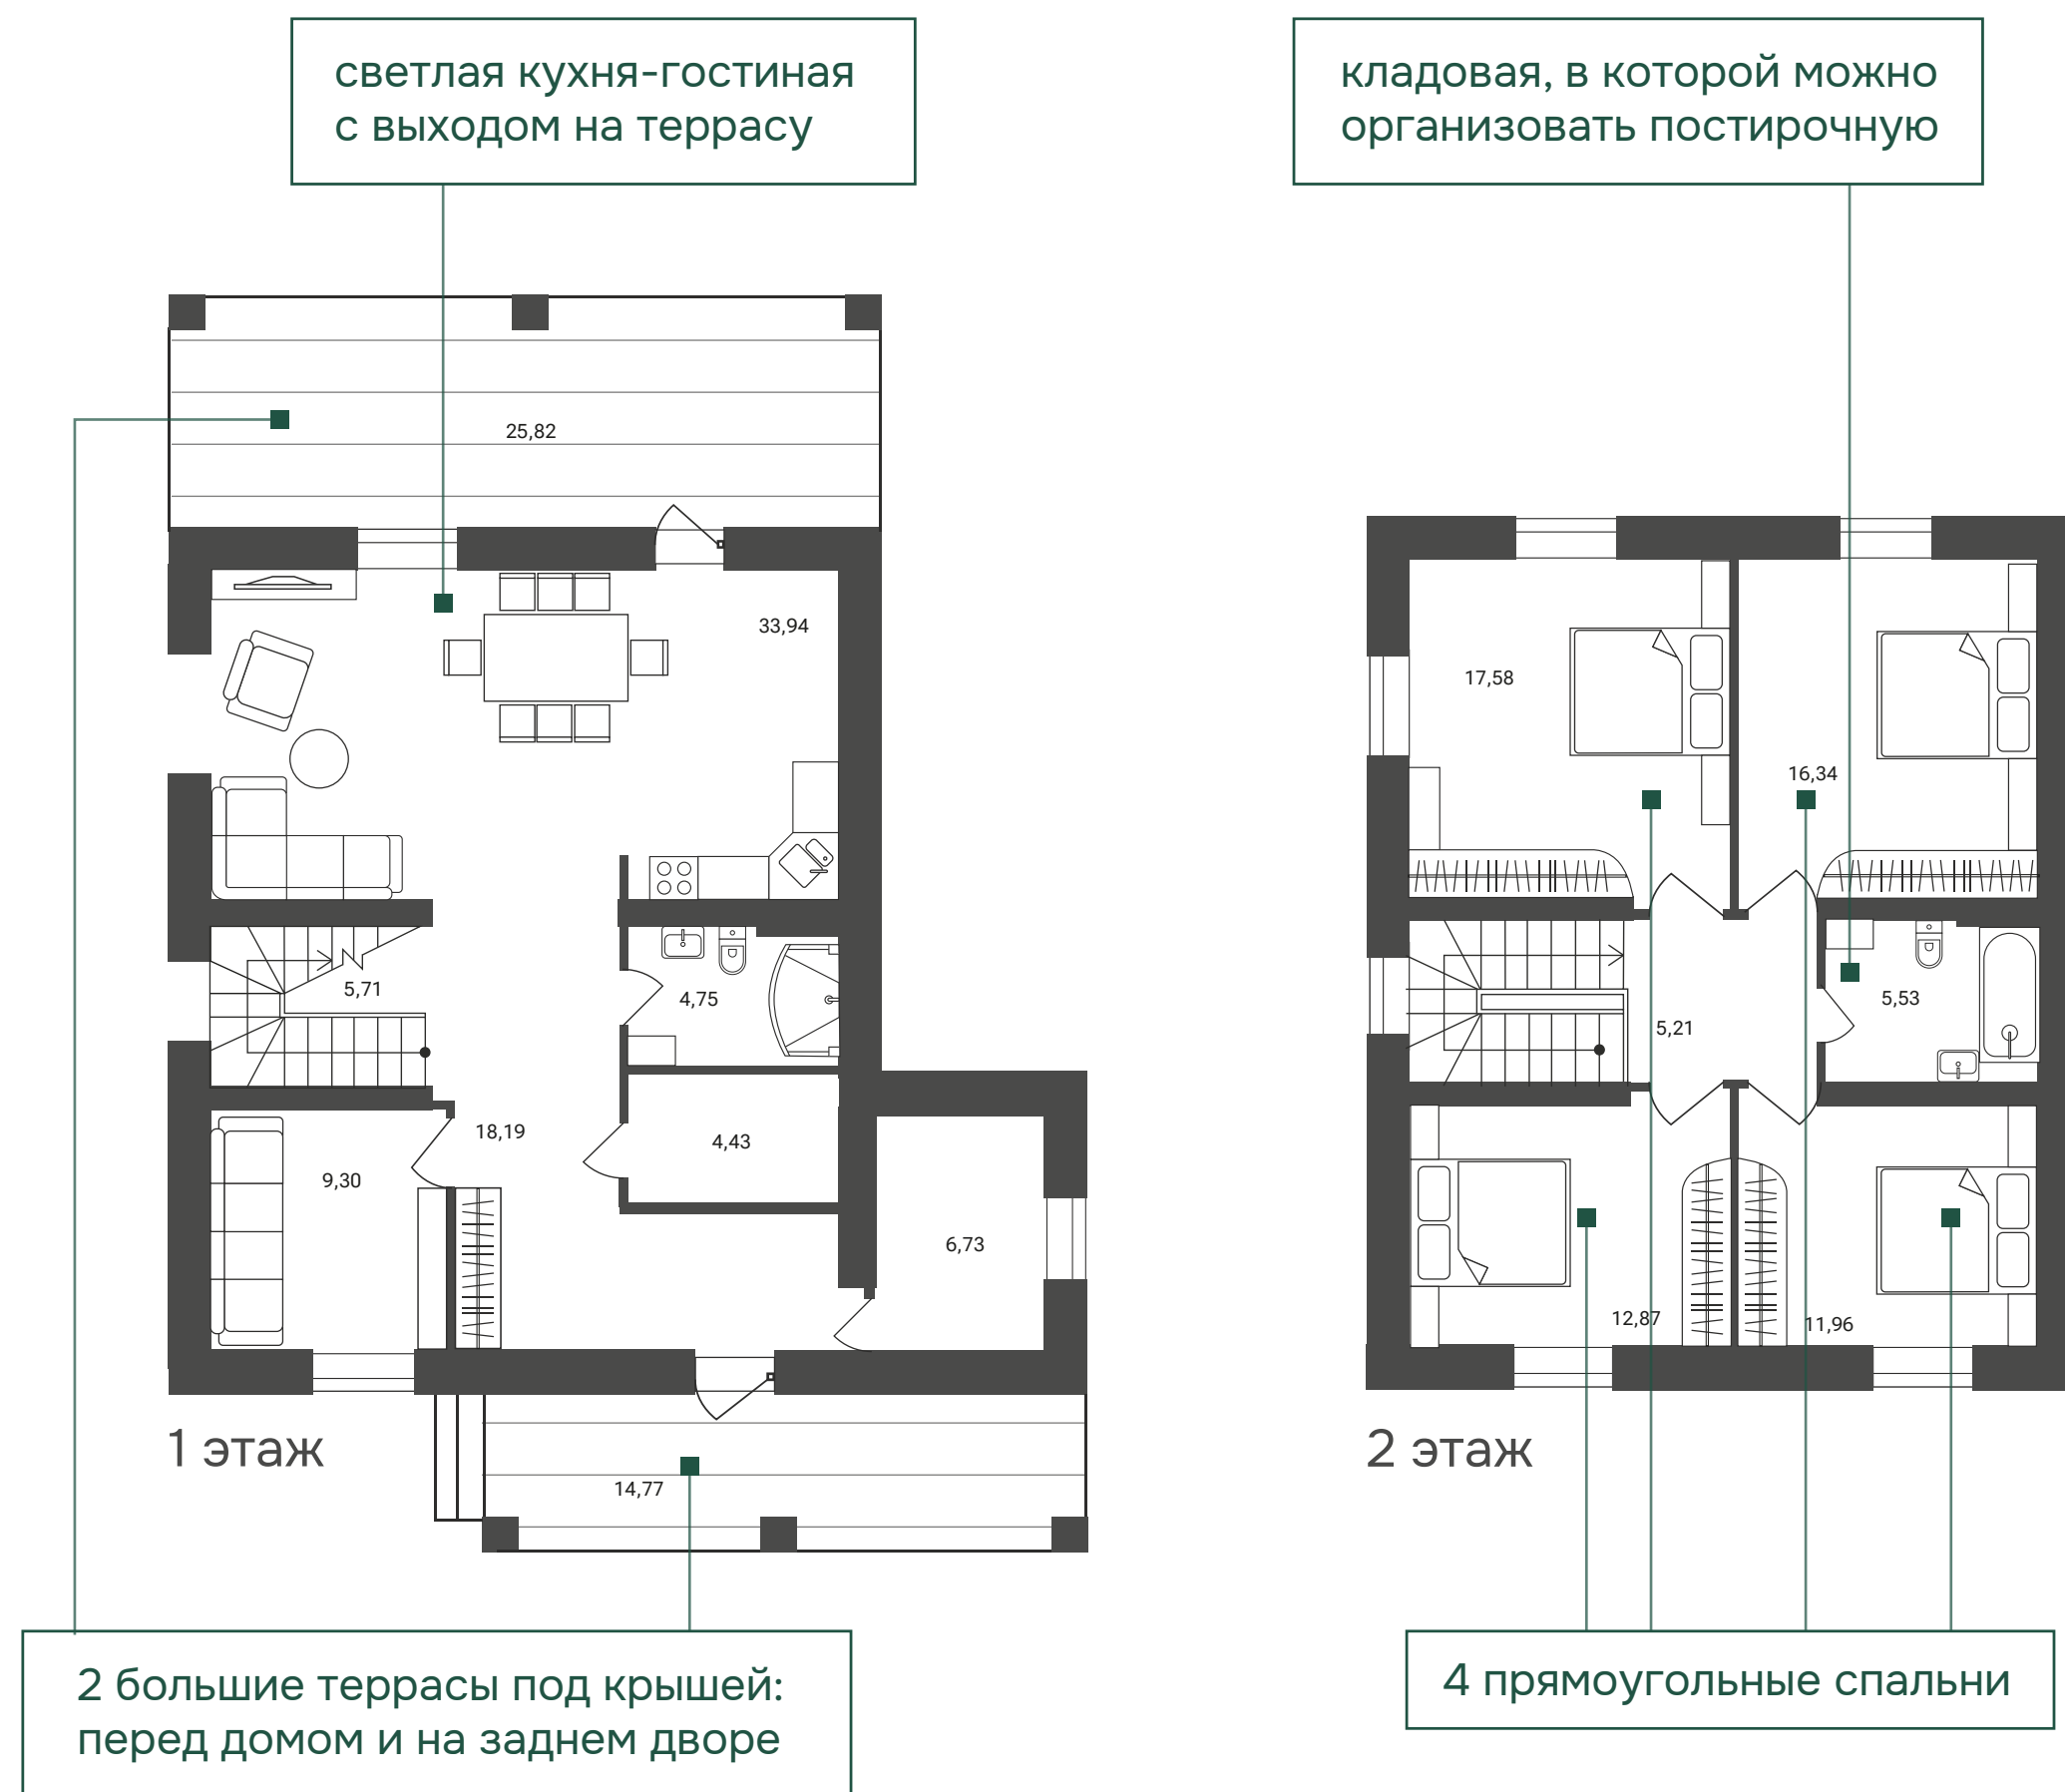 светлая кухня-гостиная
с выходом на террасу
кладовая, в которой можно
организовать постирочную
25,82
33,94
5,71
4,75
18,19
4,43
9,30
6,73
14,77
1 этаж
17,58
16,34
5,53
5,21
12,87
11,96
2 этаж
2 большие террасы под крышей:
перед домом и на заднем дворе
4 прямоугольные спальни